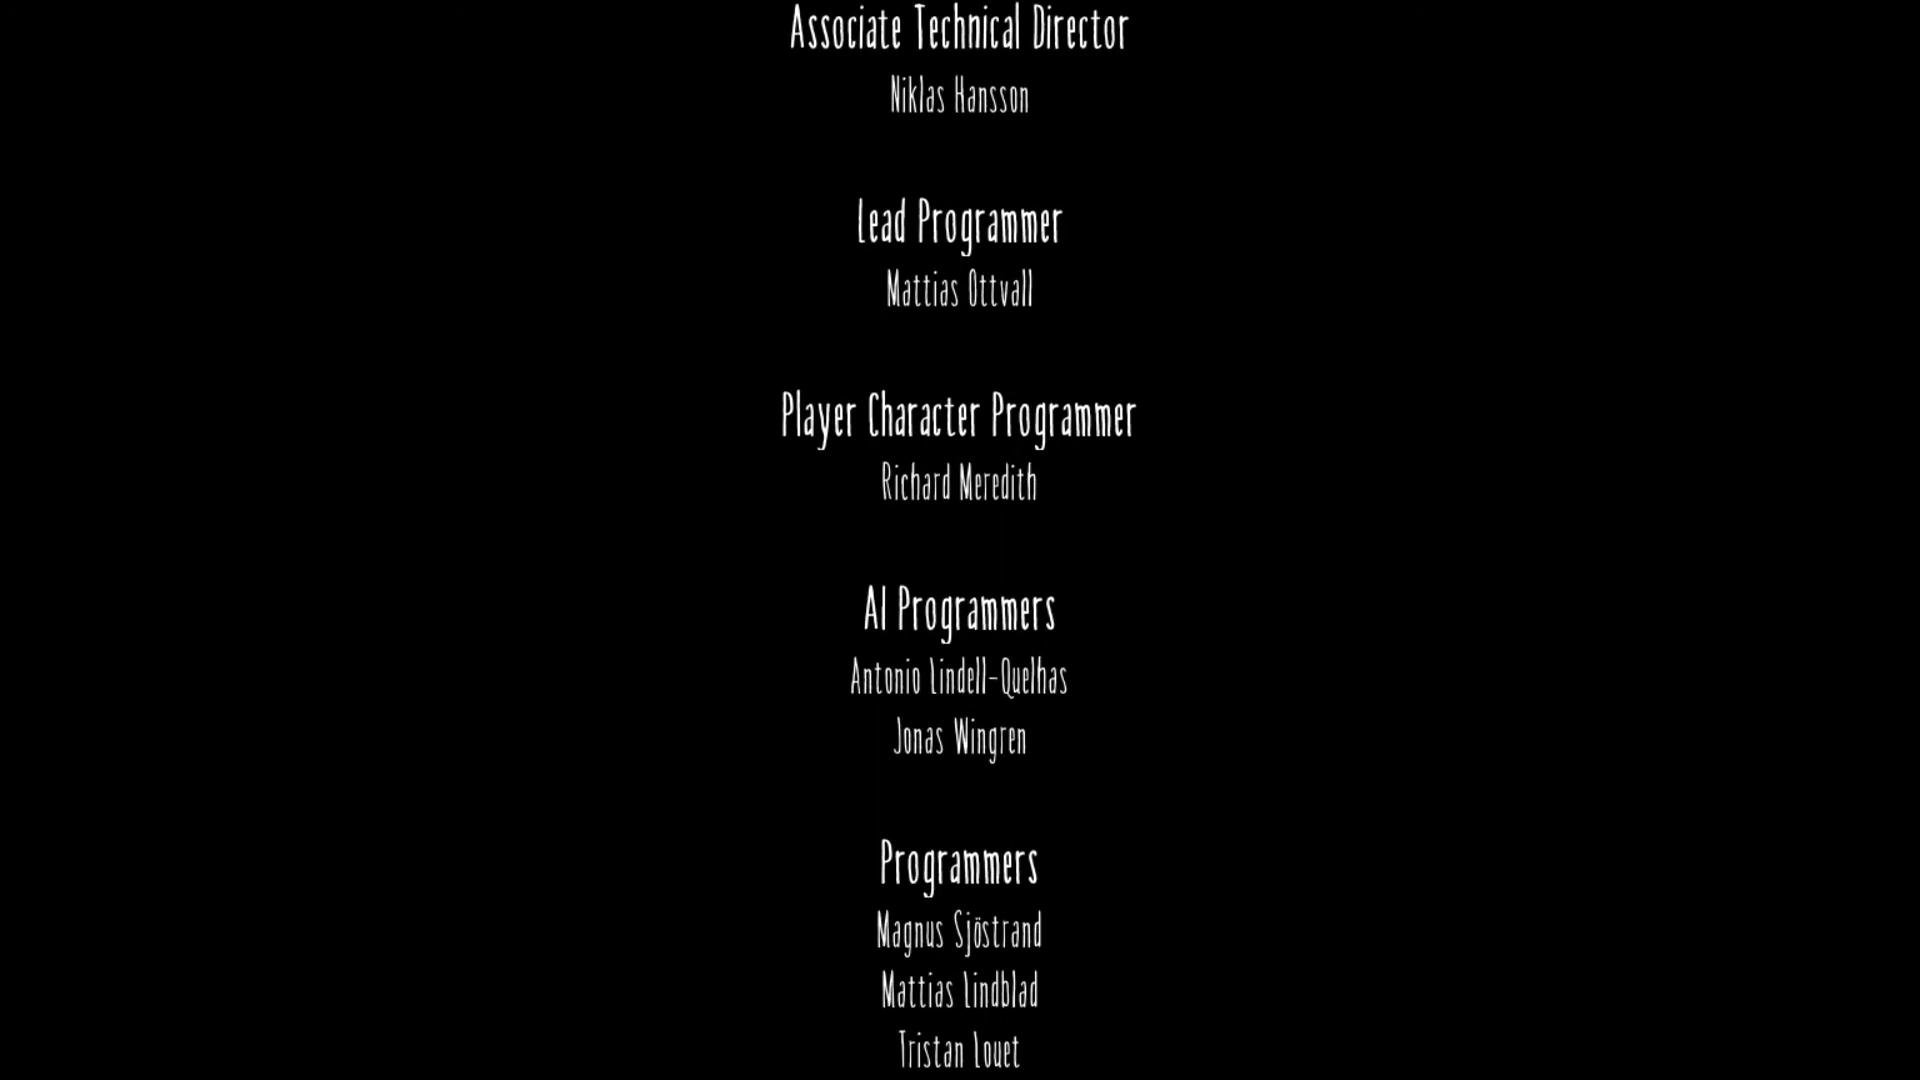 Associate Technical Director
Niklas Hansson
Lead Programmer
Mattias Ottvall
Player Character Programmer
Richard Meredith
AI Programmers
Antonio Lindell-Quelhas
Jonas Wingren
Programmers
Magnus Sjöstrand
Mattias Lindblad
Tristan Louet